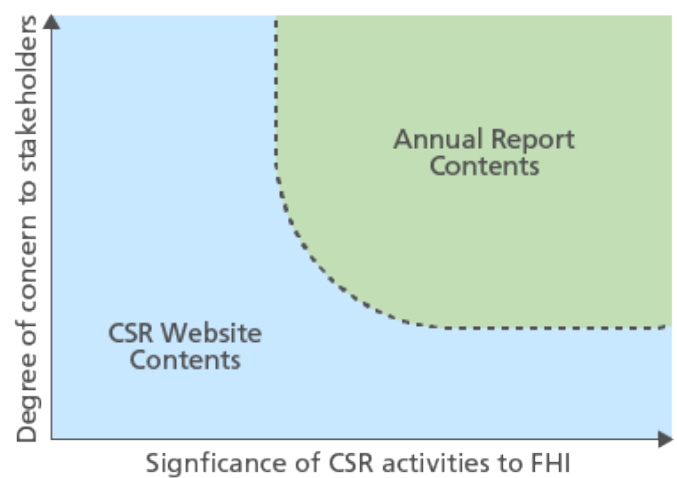 Degree of concern to stakeholders
Annual Report
Contents
CSR Website
Contents
Signficance of CSR activities to FHI